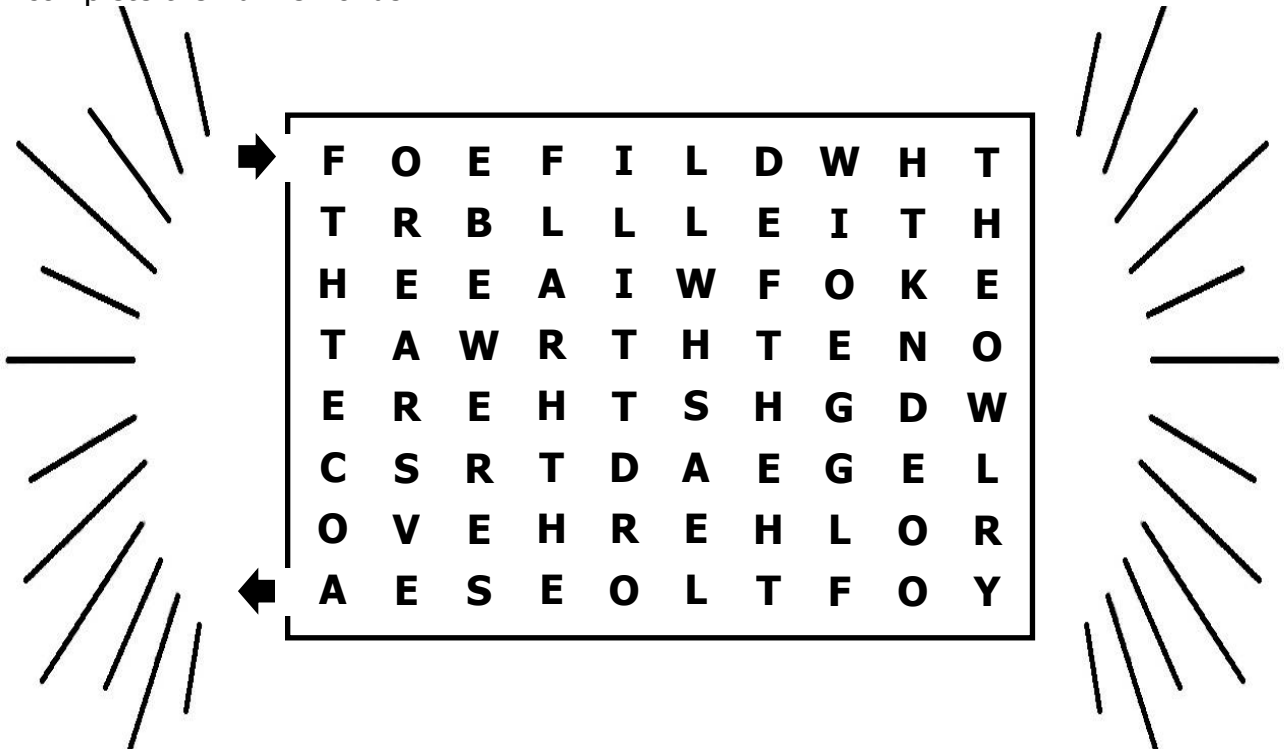 F O E F I L D W H T
T R B L L L E I T H
H E E A I W F O K E
T A W R T H T E N O
E R E H T S H G D W
C S R T D A E G E L
O V E H R E H L O R
A E S E O L T F O Y